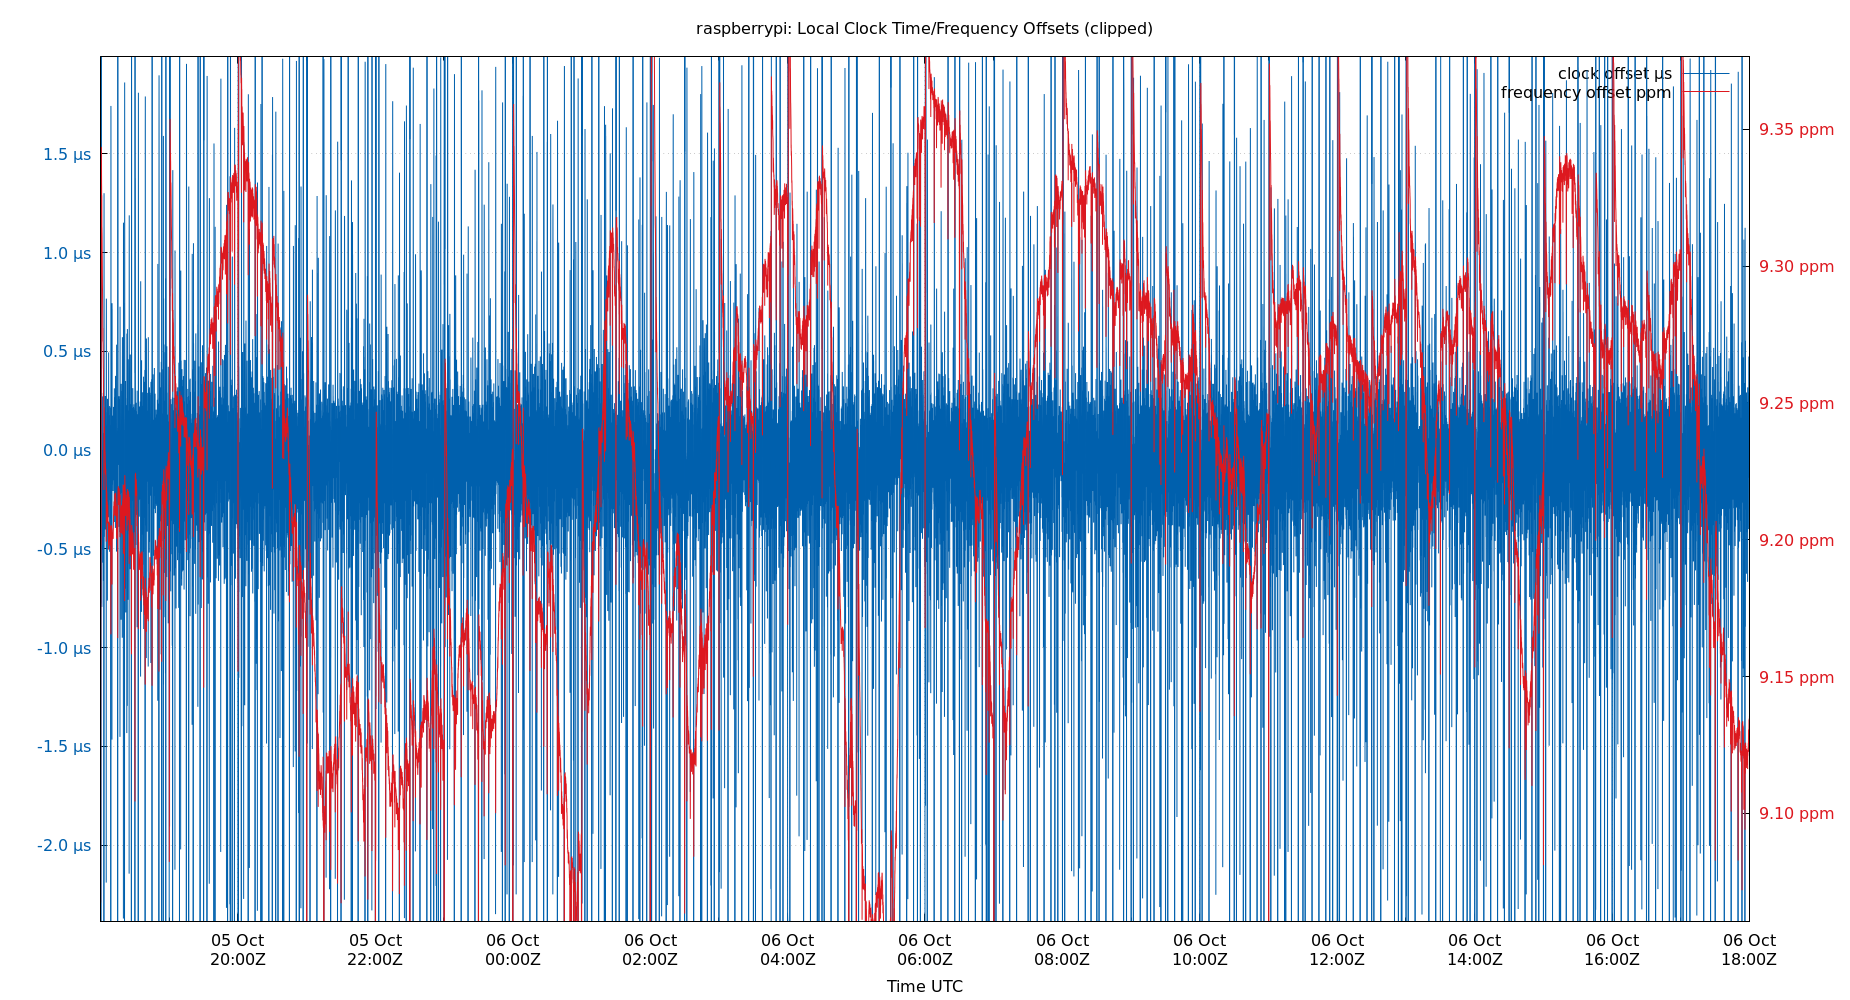 raspberrypi: Local Clock Time/Frequency Offsets (clipped)
clock offset µs
frequency offset ppm
1.5 µs
1.0 µs
0.5 µs
0.0 µs
-0.5 µs
-1.0 µs
-1.5 µs
-2.0 µs
9.35 ppm
9.30 ppm
9.25 ppm
9.20 ppm
9.15 ppm
9.10 ppm
05 Oct 05 Oct 06 Oct 06 Oct 06 Oct 06 Oct 06 Oct 06 Oct 06 Oct 06 Oct 06 Oct 06 Oct
20:00Z 22:00Z 00:00Z 02:00Z 04:00Z 06:00Z 08:00Z 10:00Z 12:00Z 14:00Z 16:00Z 18:00Z
Time UTC